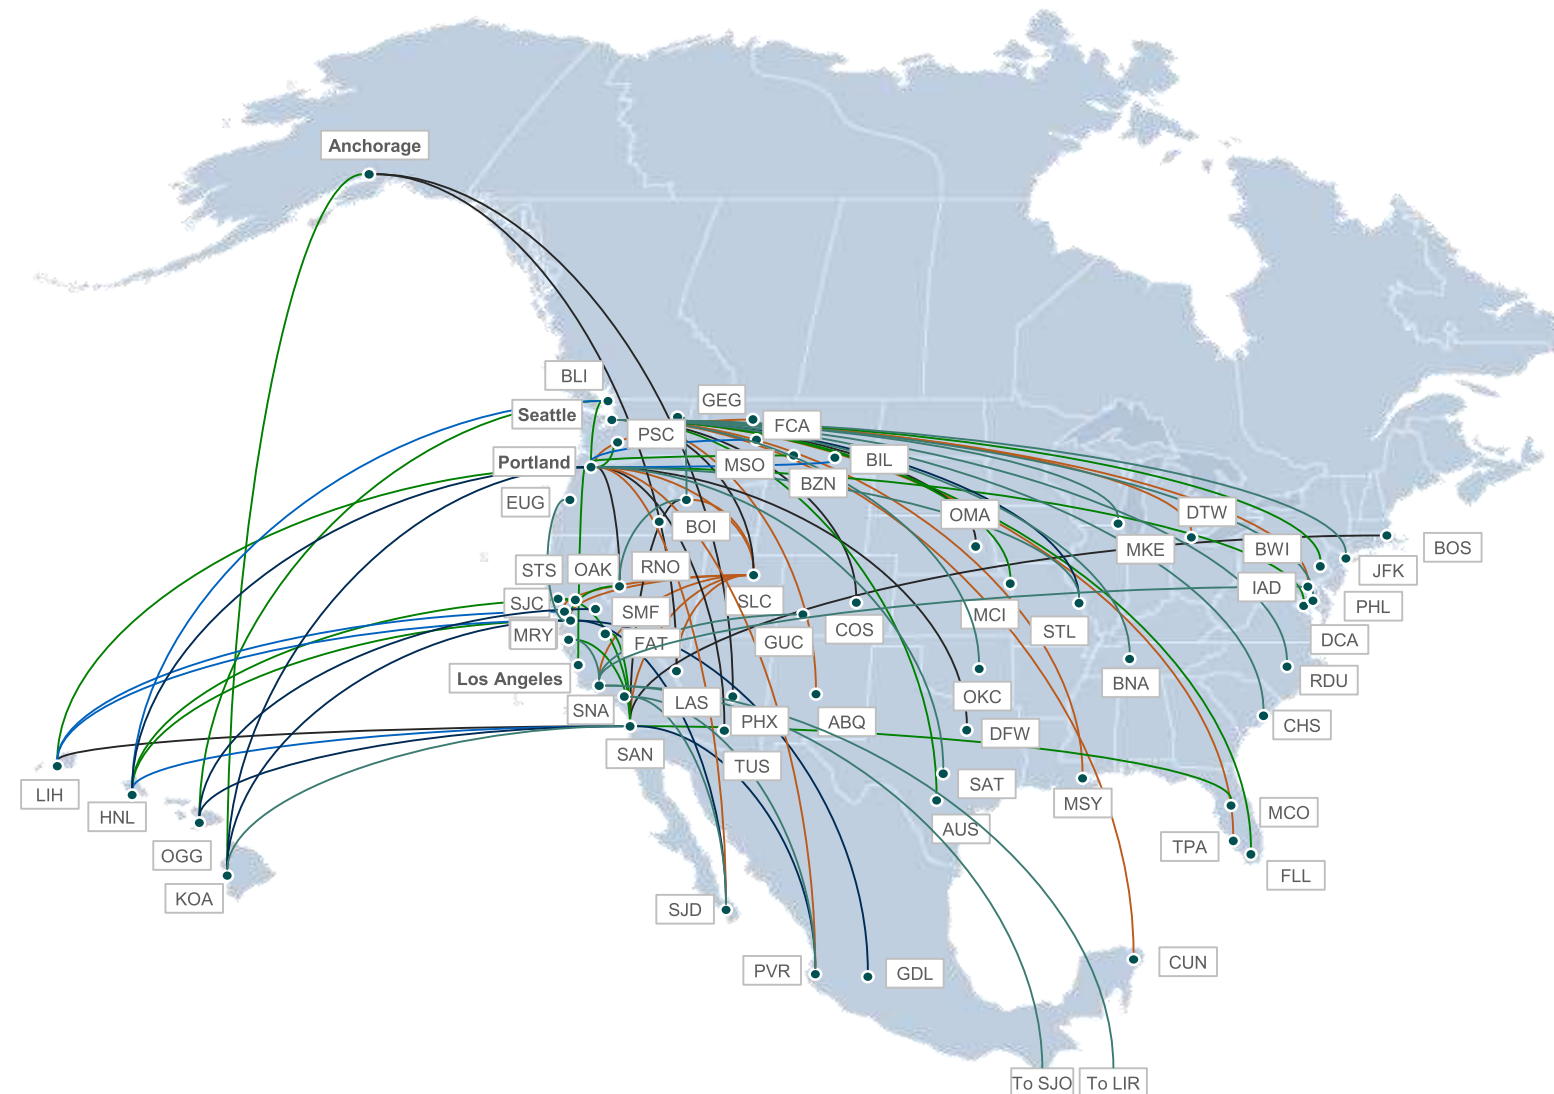 Anchorage
BLI
GEG
Seattle
FCA
PSC
Portland
MSO
BIL
BZN
EUG
OMA
DTW
BOI
MKE
BWI
BOS
STS
OAK
RNO
JFK
IAD
SJC
SMF
SLC
MCI
PHL
MRY
FAT
GUC
COS
STL
DCA
Los Angeles
BNA
RDU
LAS
OKC
SNA
PHX
ABQ
DFW
CHS
SAN
TUS
SAT
LIH
HNL
MSY
MCO
AUS
OGG
TPA
KOA
FLL
SJD
PVR
GDL
CUN
To SJO
To LIR